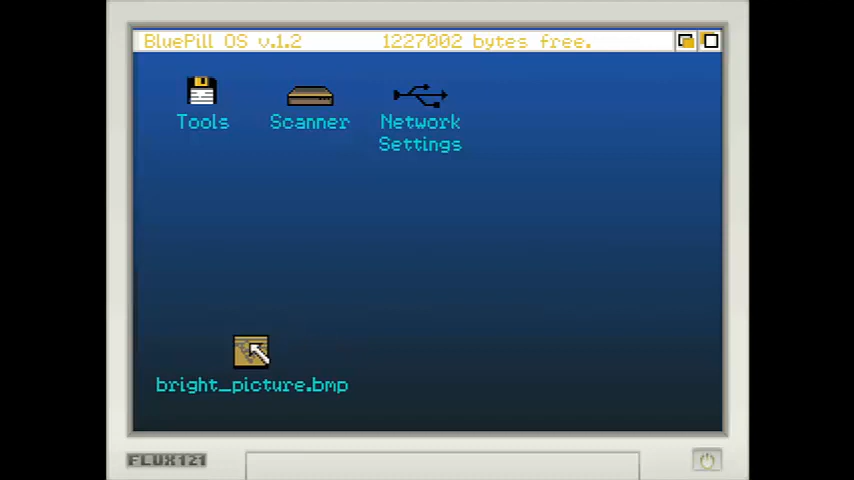 BluePill OS v.1.2 1227002 bytes free.
Tools Scanner Network
Settings
bright_picture.bmp
FLUX121